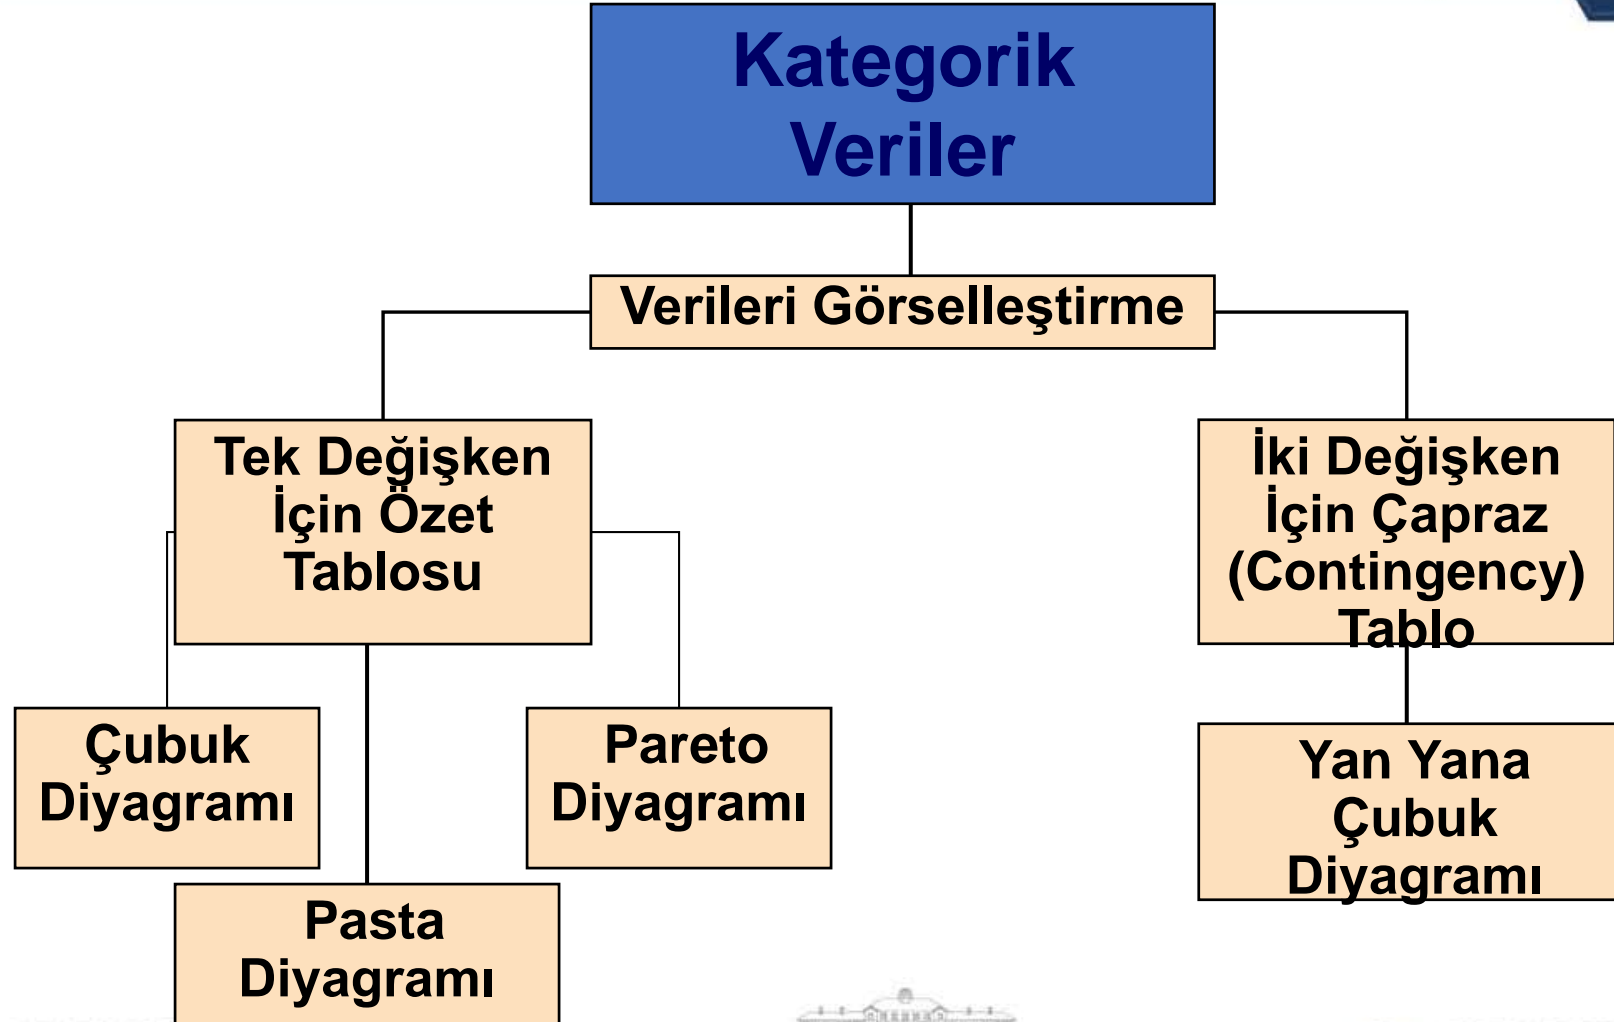 Kategorik
Veriler
Verileri Görselleştirme
Tek Değişken
İçin Özet
Tablosu
İki Değişken
İçin Çapraz
(Contingency)
Tablo
Çubuk
Diyagramı
Pareto
Diyagramı
Yan Yana
Çubuk
Diyagramı
Pasta
Diyagramı